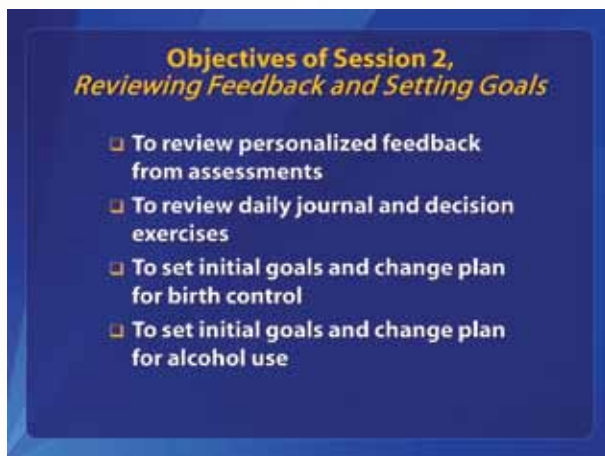 Objectives of Session 2,
Reviewing Feedback and Setting Goals
To review personalized feedback
from assessments
To review daily journal and decision
exercises
To set initial goals and change plan
for birth control
To set initial goals and change plan
for alcohol use